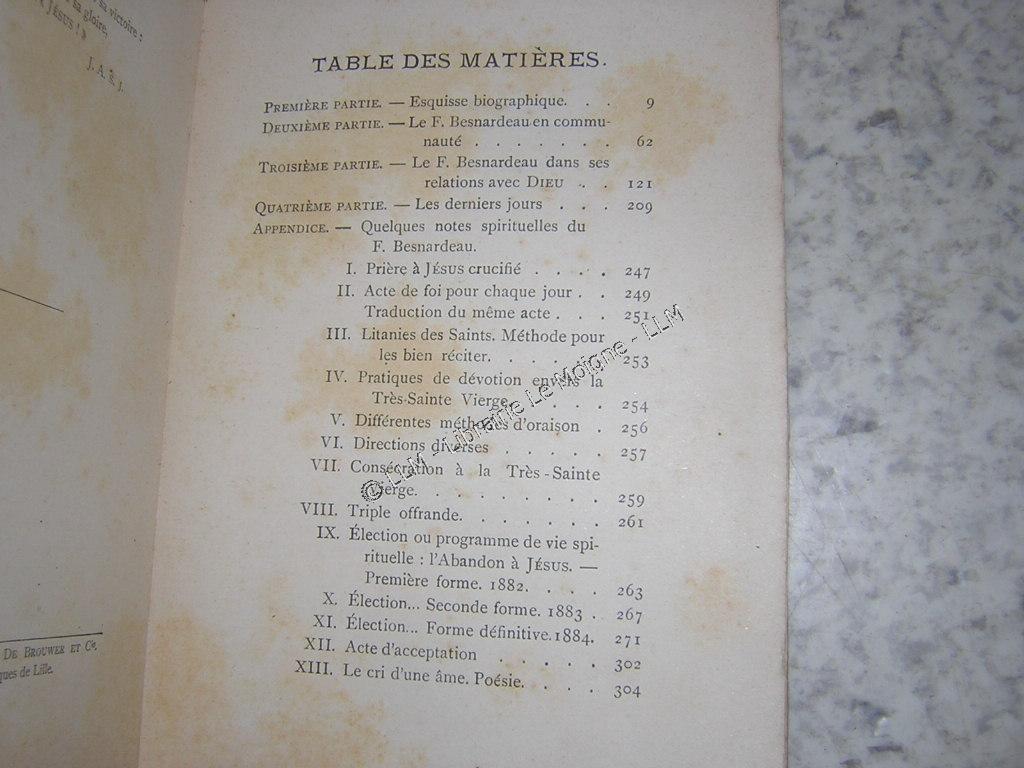 sa victoire :
sa gloire,
JÉSUS ! »
J. A. S. J.
DE BROUWER ET Cie.
ques de Lille.
TABLE DES MATIÈRES.
PREMIÈRE PARTIE. — Esquisse biographique. . . 9
DEUXIÈME PARTIE. — Le F. Besnardeau en commu-
nauté . . . . . . . 62
TROISIÈME PARTIE. — Le F. Besnardeau dans ses
relations avec DIEU . . 121
QUATRIÈME PARTIE. — Les derniers jours . . . 209
APPENDICE. — Quelques notes spirituelles du
F. Besnardeau.
I. Prière à JÉSUS crucifié . . . . 247
II. Acte de foi pour chaque jour . . 249
Traduction du même acte . . . 251
III. Litanies des Saints. Méthode pour
les bien réciter. . . . . . 253
IV. Pratiques de dévotion envers la
Très-Sainte Vierge. . . . . 254
V. Différentes méthodes d'oraison . 256
VI. Directions diverses . . . . . 257
VII. Consécration à la Très-Sainte
Vierge. . . . . . . . . 259
VIII. Triple offrande. . . . . . . 261
IX. Élection ou programme de vie spi-
rituelle : l'Abandon à JÉSUS. —
Première forme. 1882. . . . 263
X. Élection... Seconde forme. 1883 . 267
XI. Élection... Forme définitive. 1884. 271
XII. Acte d'acceptation . . . . . 302
XIII. Le cri d'une âme. Poésie. . . . 304
© LLM - Librairie Le Moigne - LLM